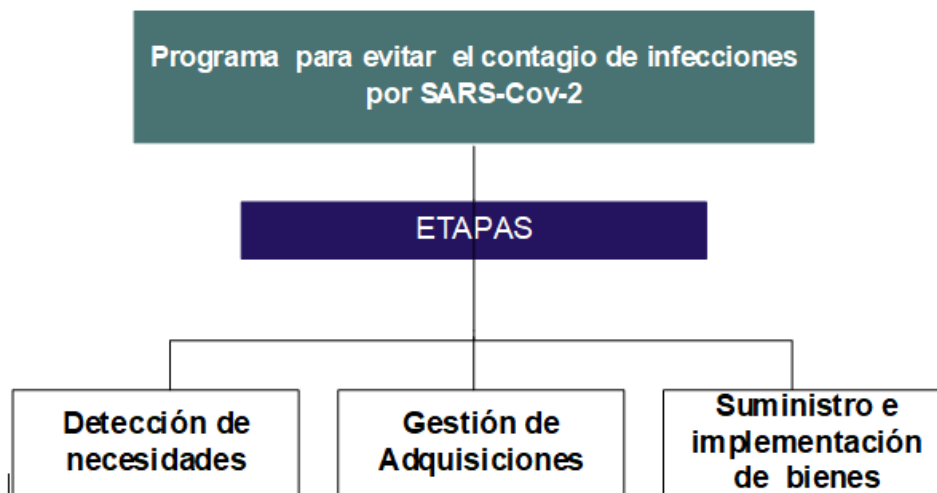 Programa para evitar el contagio de infecciones
por SARS-Cov-2
ETAPAS
Detección de
necesidades
Gestión de
Adquisiciones
Suministro e
implementación
de bienes